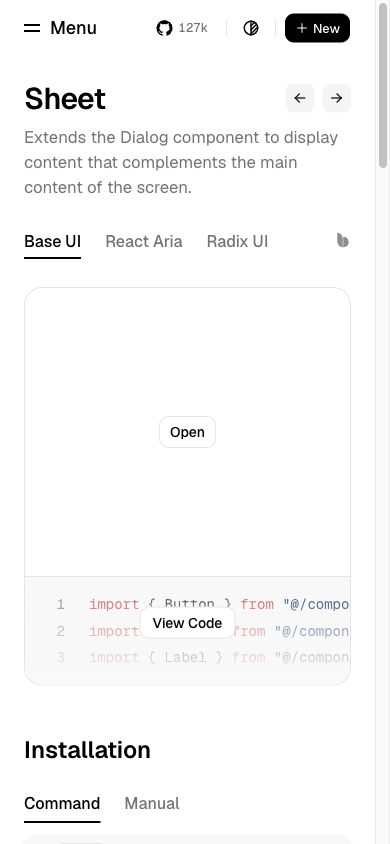 Menu
127k
New
Sheet
Extends the Dialog component to display
content that complements the main
content of the screen.
Base UI
React Aria
Radix UI
Open
1 import { Button } from "@/compo
2 import from "@/compon
3 import { Label } from "@/compon
View Code
Installation
Command
Manual